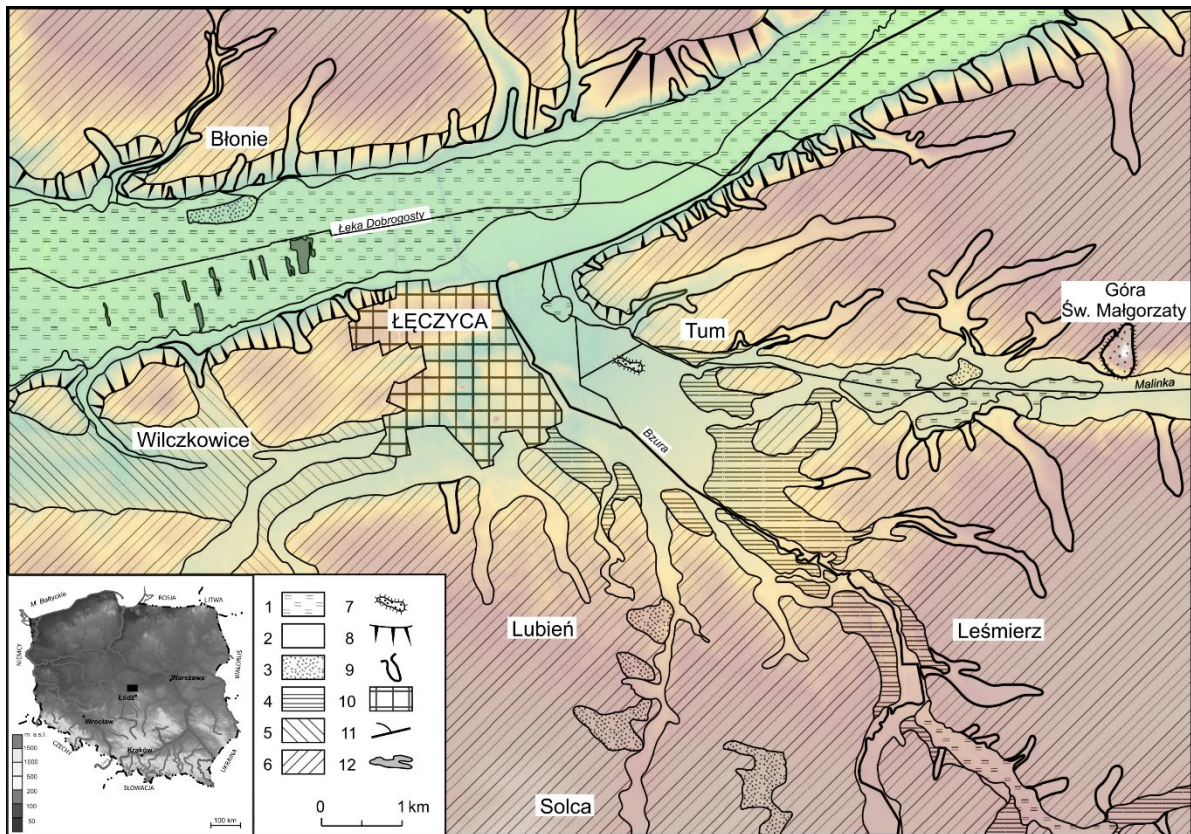 Błonie
Łęka Dobrogosty
ŁĘCZYCA
Tum
Góra
Św. Małgorzaty
Malinka
Wilczkowice
Bzura
Lubień
Leśmierz
Solca
M. Bałtyckie
ROSJA
LITWA
NIEMCY
BIAŁORUŚ
Warszawa
Łódź
Wrocław
Kraków
CZECHY
UKRAINA
SŁOWACJA
m a.s.l.
1500
1000
500
200
100
50
100 km
1
2
3
4
5
6
7
8
9
10
11
12
0 1 km